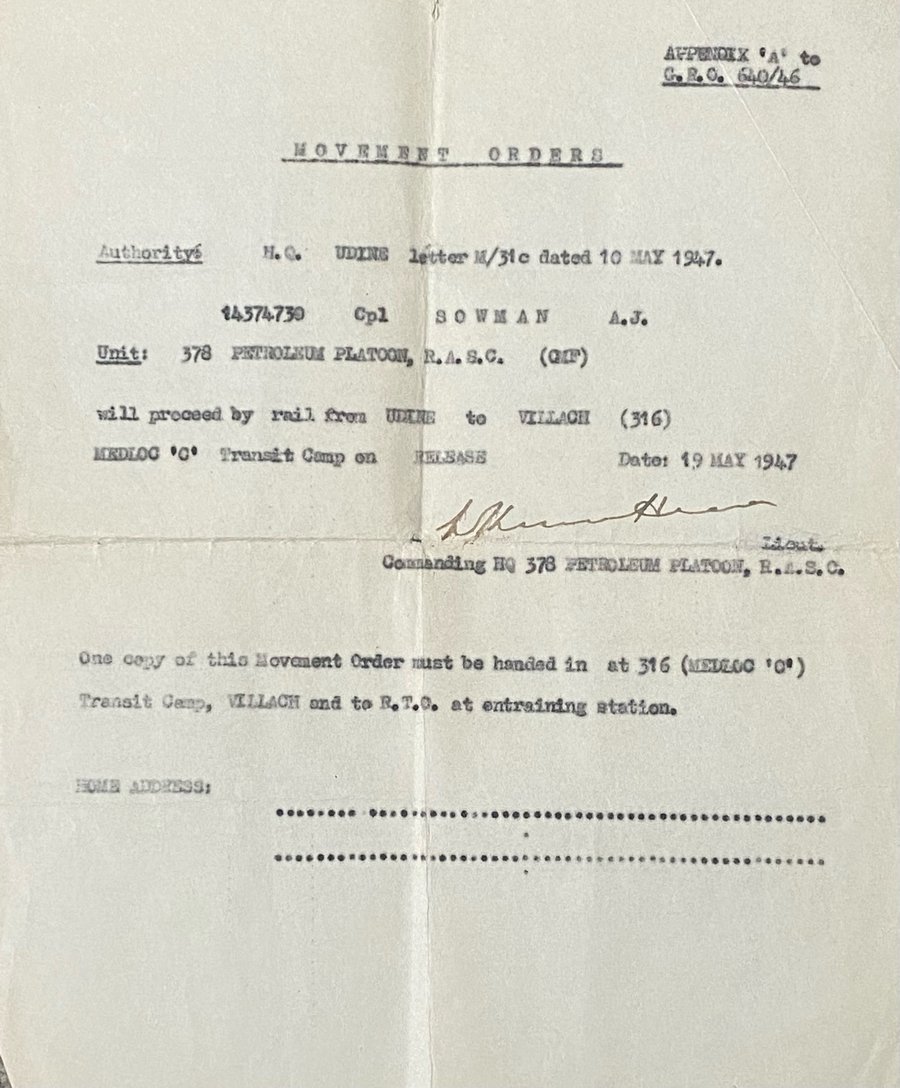 APPENDIX 'A' to
G.R.O. 640/46
MOVEMENT ORDERS
Authority: H.Q. UDINE letter M/31c dated 10 MAY 1947.
14374730 Cpl SOWMAN A.J.
Unit: 378 PETROLEUM PLATOON, R.A.S.C. (CMF)
will proceed by rail from UDINE to VILLACH (316)
MEDLOC 'C' Transit Camp on RELEASE Date: 19 MAY 1947
Lieut.
Commanding HQ 378 PETROLEUM PLATOON, R.A.S.C.
One copy of this Movement Order must be handed in at 316 (MEDLOC 'C')
Transit Camp, VILLACH and to R.T.O. at entraining station.
HOME ADDRESS: